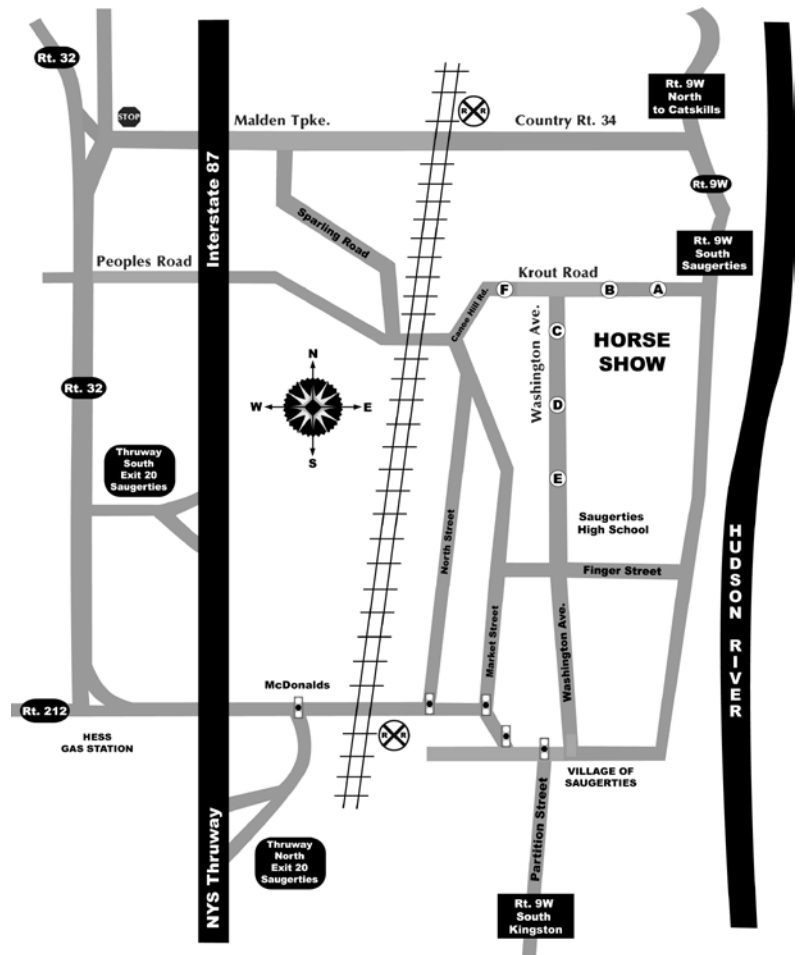 Rt. 32
STOP
Malden Tpke.
Country Rt. 34
R R
Rt. 9W
North
to Catskills
Rt. 9W
Rt. 9W
South
Saugerties
Interstate 87
Sparling Road
Peoples Road
Krout Road
Canoe Hill Rd.
F
B
A
Washington Ave.
C
HORSE
SHOW
N
W
E
S
D
Rt. 32
Thruway
South
Exit 20
Saugerties
E
Saugerties
High School
North Street
HUDSON RIVER
Finger Street
Market Street
Washington Ave.
McDonalds
Rt. 212
HESS
GAS STATION
R R
VILLAGE OF
SAUGERTIES
Partition Street
NYS Thruway
Thruway
North
Exit 20
Saugerties
Rt. 9W
South
Kingston